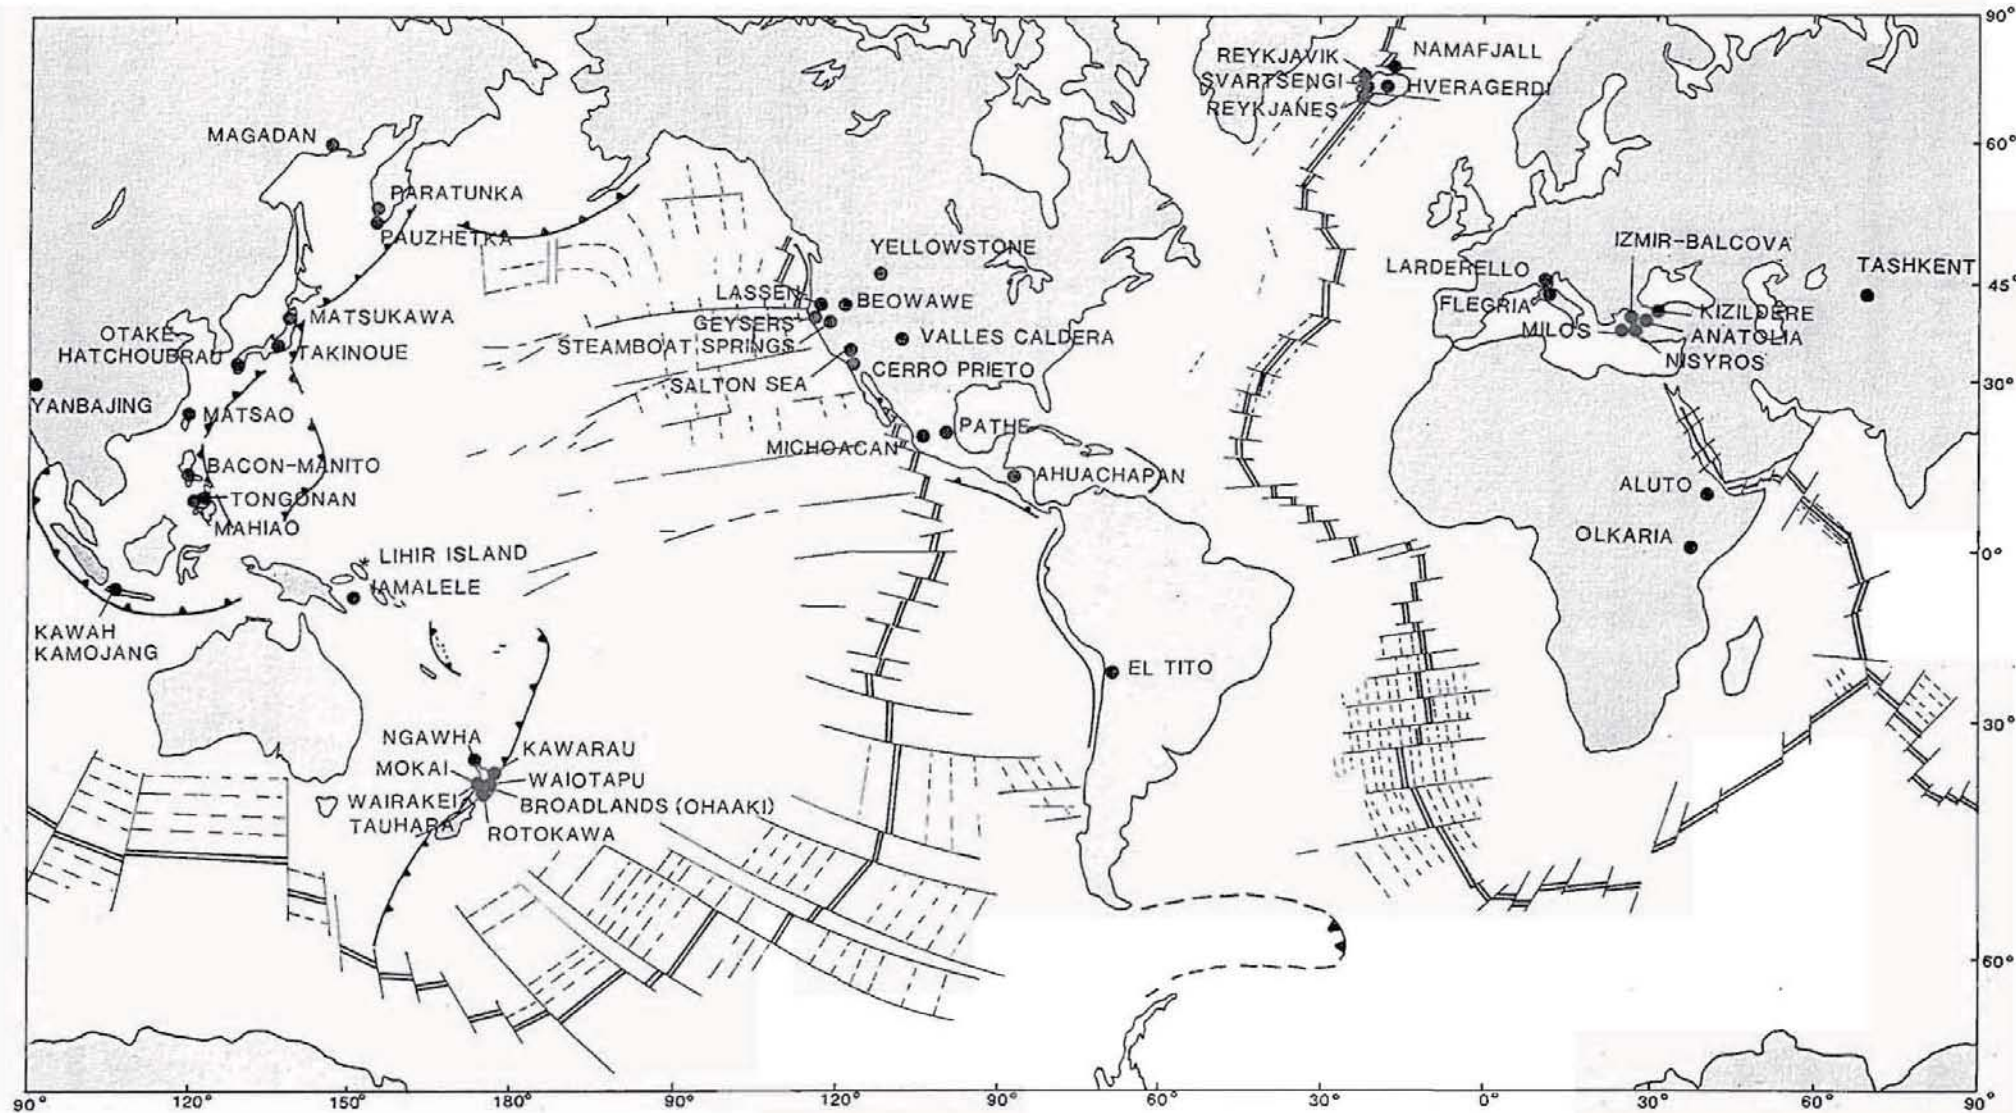 90°
REYKJAVIK
NAMAFJALL
SVARTSENGI
HVERAGERDI
REYKJANES
MAGADAN
60°
PARATUNKA
PAUZHETKA
YELLOWSTONE
IZMIR-BALCOVA
LARDERELLO
TASHKENT
45°
LASSEN
BEOWAWE
FLEGRIA
KIZILDERE
MATSUKAWA
GEYSERS
MILOS
ANATOLIA
OTAKE-
HATCHOUBRAU
TAKINOUE
STEAMBOAT SPRINGS
VALLES CALDERA
NISYROS
SALTON SEA
CERRO PRIETO
30°
YANBAJING
MATSAO
PATHE
MICHOACAN
BACON-MANITO
AHUACHAPAN
TONGONAN
ALUTO
MAHIAO
OLKARIA
LIHIR ISLAND
0°
IAMALELE
KAWAH
KAMOJANG
EL TITO
30°
NGAWHA
KAWARAU
MOKAI
WAIOTAPU
WAIRAKEI
BROADLANDS (OHAAKI)
TAUHARA
ROTOKAWA
60°
90° 120° 150° 180° 90° 120° 90° 60° 30° 0° 30° 60° 90°